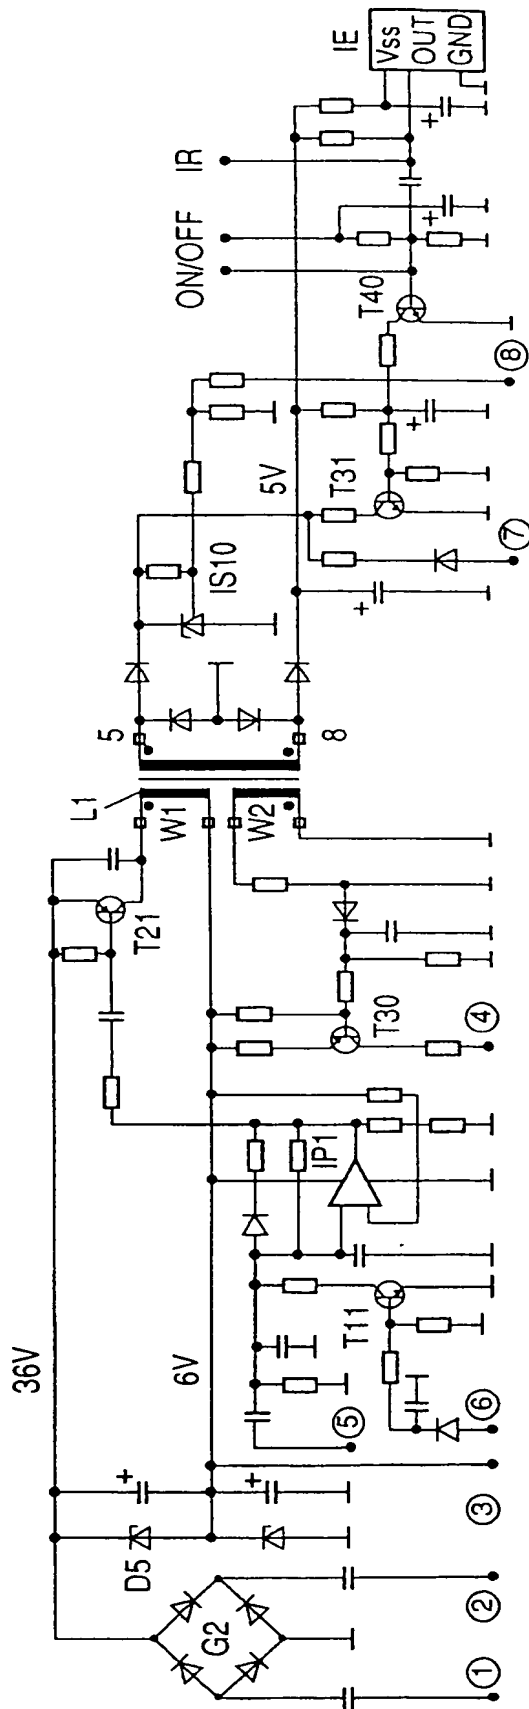 36V
D5
G2
6V
①
②
③
⑤
⑥
T11
IP1
④
T30
T21
L1
W1
W2
5
8
IS10
5V
T31
⑦
⑧
T40
ON/OFF
IR
IE
Vss
OUT
GND
+
+
+
+
+
+